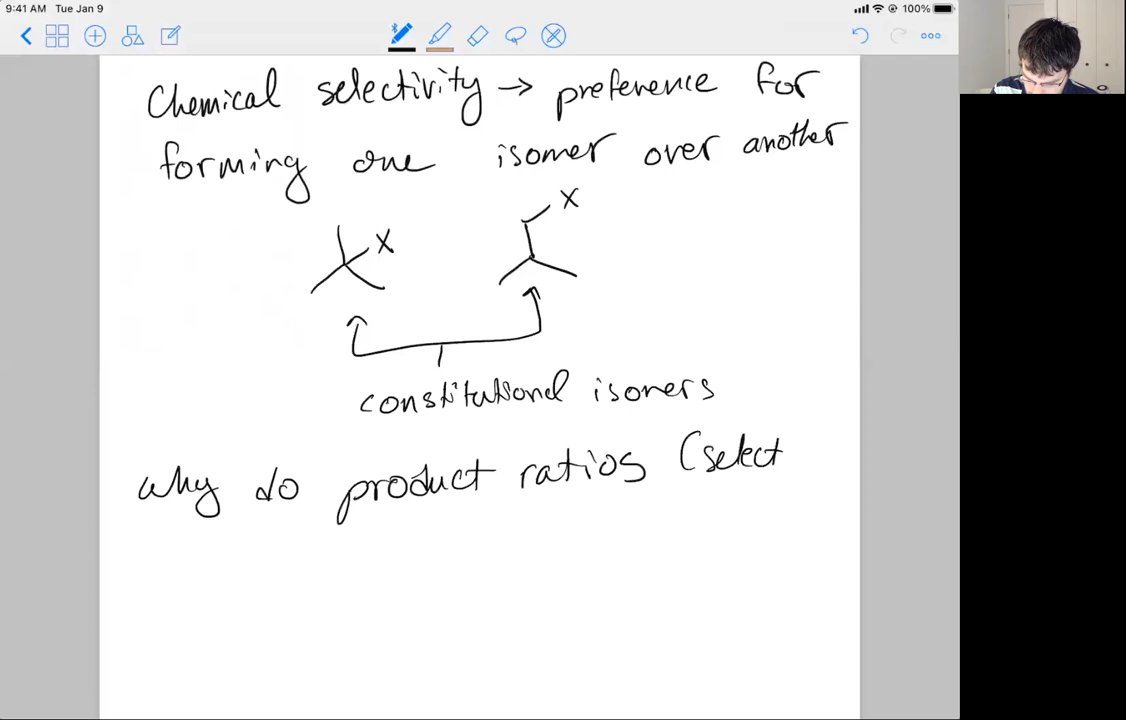 9:41 AM Tue Jan 9
100%
Chemical selectivity → preference for
forming one isomer over another
X
X
constitutional isomers
why do product ratios (select